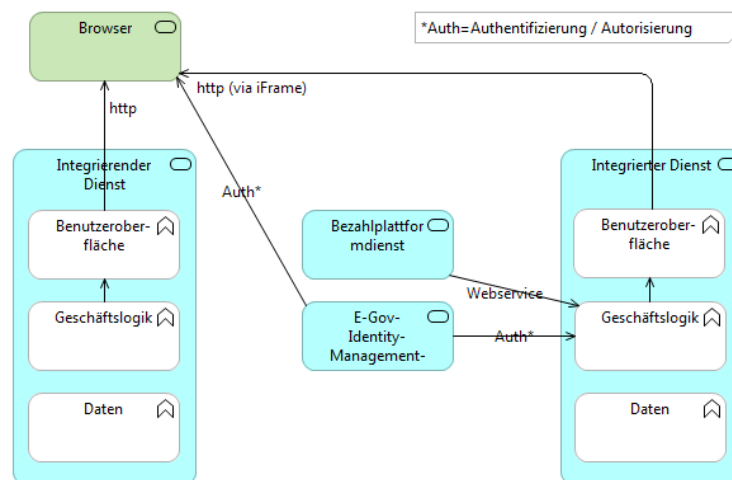 Browser
*Auth=Authentifizierung / Autorisierung
http (via iFrame)
http
Integrierender
Dienst
Integrierter Dienst
Auth*
Benutzerober-
fläche
Bezahlplattfor
mdienst
Benutzerober-
fläche
Webservice
Geschäftslogik
E-Gov-
Identity-
Management-
Auth*
Geschäftslogik
Daten
Daten